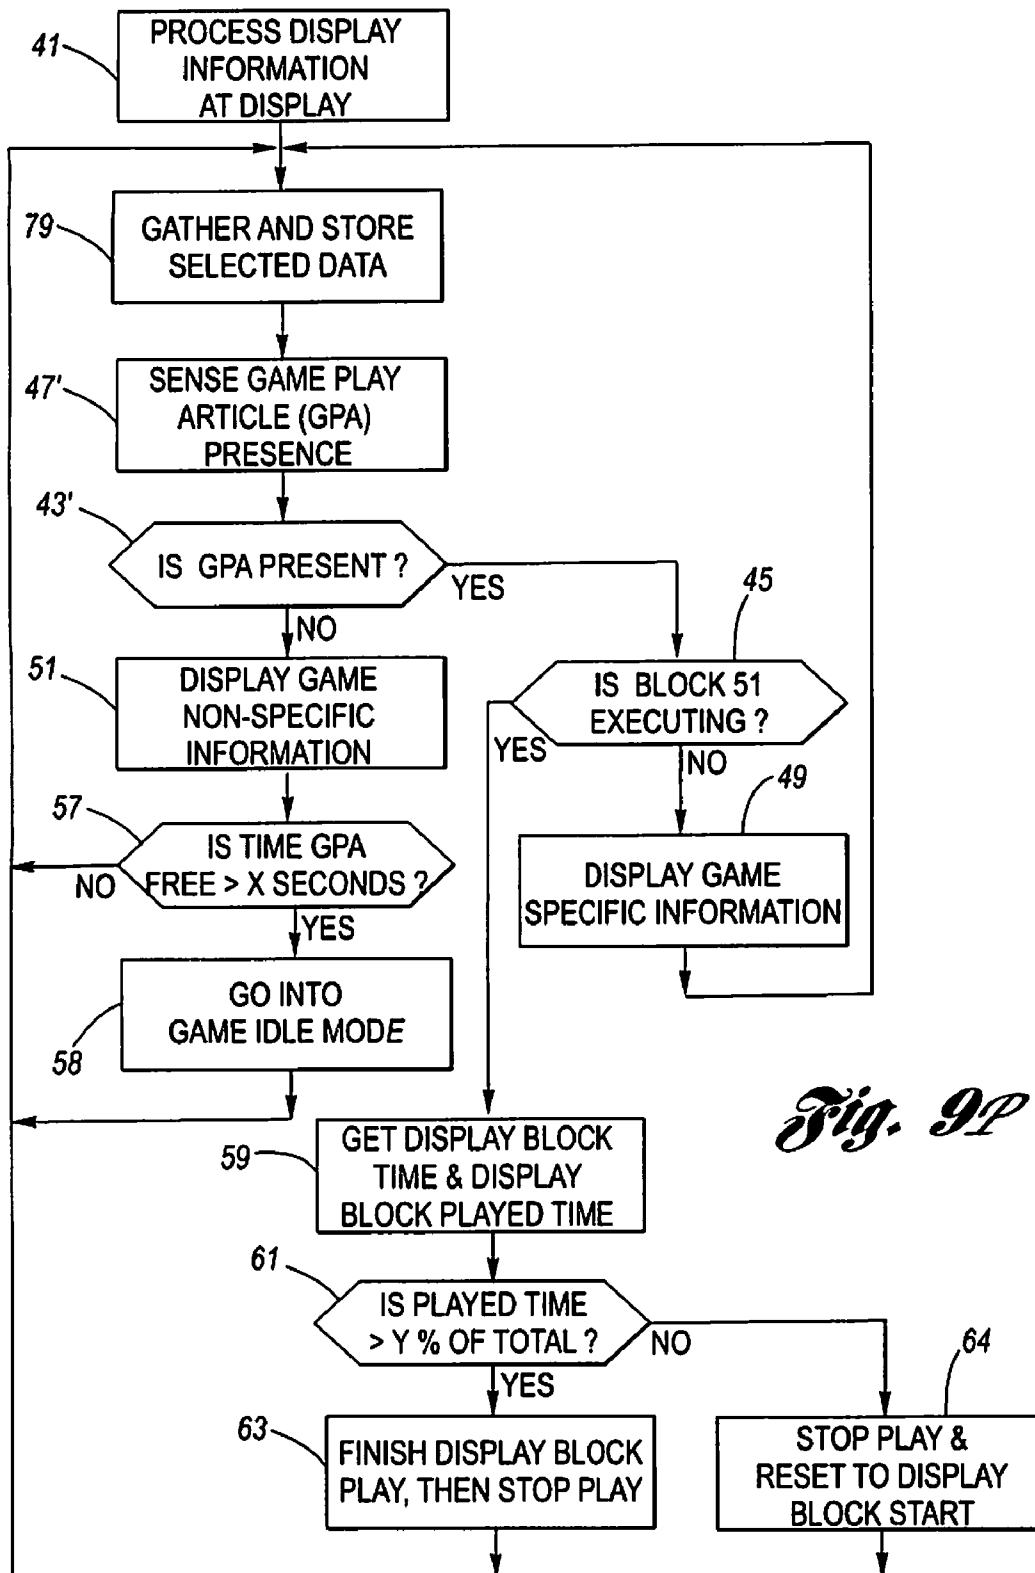 41
PROCESS DISPLAY
INFORMATION
AT DISPLAY
79
GATHER AND STORE
SELECTED DATA
47'
SENSE GAME PLAY
ARTICLE (GPA)
PRESENCE
43'
IS GPA PRESENT ?
YES
NO
45
IS BLOCK 51
EXECUTING ?
YES
NO
51
DISPLAY GAME
NON-SPECIFIC
INFORMATION
49
DISPLAY GAME
SPECIFIC INFORMATION
57
IS TIME GPA
FREE > X SECONDS ?
NO
YES
58
GO INTO
GAME IDLE MODE
Fig. 9P
59
GET DISPLAY BLOCK
TIME & DISPLAY
BLOCK PLAYED TIME
61
IS PLAYED TIME
> Y % OF TOTAL ?
NO
YES
63
FINISH DISPLAY BLOCK
PLAY, THEN STOP PLAY
64
STOP PLAY &
RESET TO DISPLAY
BLOCK START